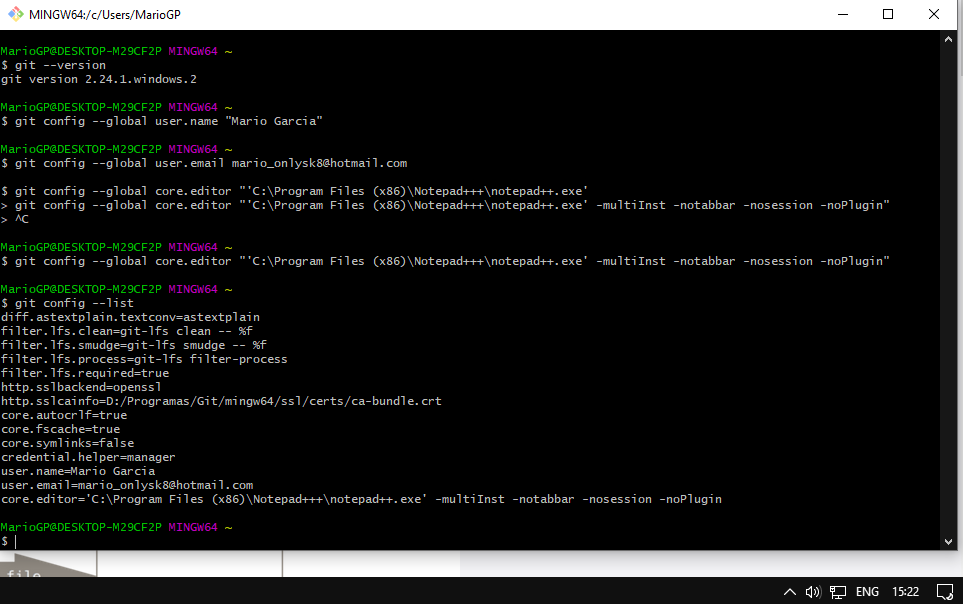 MINGW64:/c/Users/MarioGP
MarioGP@DESKTOP-M29CF2P MINGW64 ~
$ git --version
git version 2.24.1.windows.2
MarioGP@DESKTOP-M29CF2P MINGW64 ~
$ git config --global user.name "Mario Garcia"
MarioGP@DESKTOP-M29CF2P MINGW64 ~
$ git config --global user.email mario_onlysk8@hotmail.com
$ git config --global core.editor "'C:\Program Files (x86)\Notepad+++\notepad++.exe'
> git config --global core.editor "'C:\Program Files (x86)\Notepad+++\notepad++.exe' -multiInst -notabbar -nosession -noPlugin"
> ^C
MarioGP@DESKTOP-M29CF2P MINGW64 ~
$ git config --global core.editor "'C:\Program Files (x86)\Notepad+++\notepad++.exe' -multiInst -notabbar -nosession -noPlugin"
MarioGP@DESKTOP-M29CF2P MINGW64 ~
$ git config --list
diff.astextplain.textconv=astextplain
filter.lfs.clean=git-lfs clean -- %f
filter.lfs.smudge=git-lfs smudge -- %f
filter.lfs.process=git-lfs filter-process
filter.lfs.required=true
http.sslbackend=openssl
http.sslcainfo=D:/Programas/Git/mingw64/ssl/certs/ca-bundle.crt
core.autocrlf=true
core.fscache=true
core.symlinks=false
credential.helper=manager
user.name=Mario Garcia
user.email=mario_onlysk8@hotmail.com
core.editor='C:\Program Files (x86)\Notepad+++\notepad++.exe' -multiInst -notabbar -nosession -noPlugin
MarioGP@DESKTOP-M29CF2P MINGW64 ~
$
file
ENG 15:22